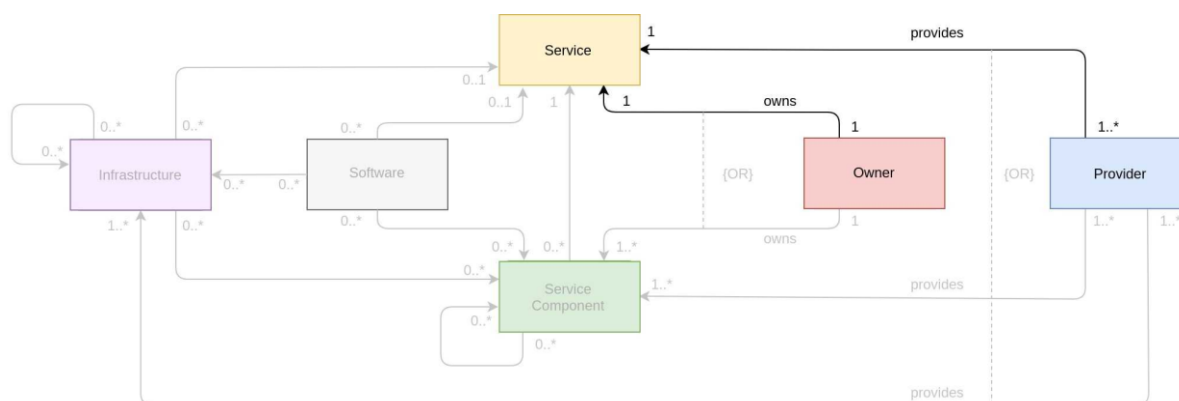 1
provides
Service
0..1
0..1
1
1
owns
0..*
0..*
0..*
1
1..*
0..*
Infrastructure
Software
{OR}
Owner
{OR}
Provider
0..*
0..*
1..*
0..*
0..*
1
1..*
1..*
0..*
0..*
1..*
owns
0..*
Service
Component
1..*
provides
0..*
0..*
provides